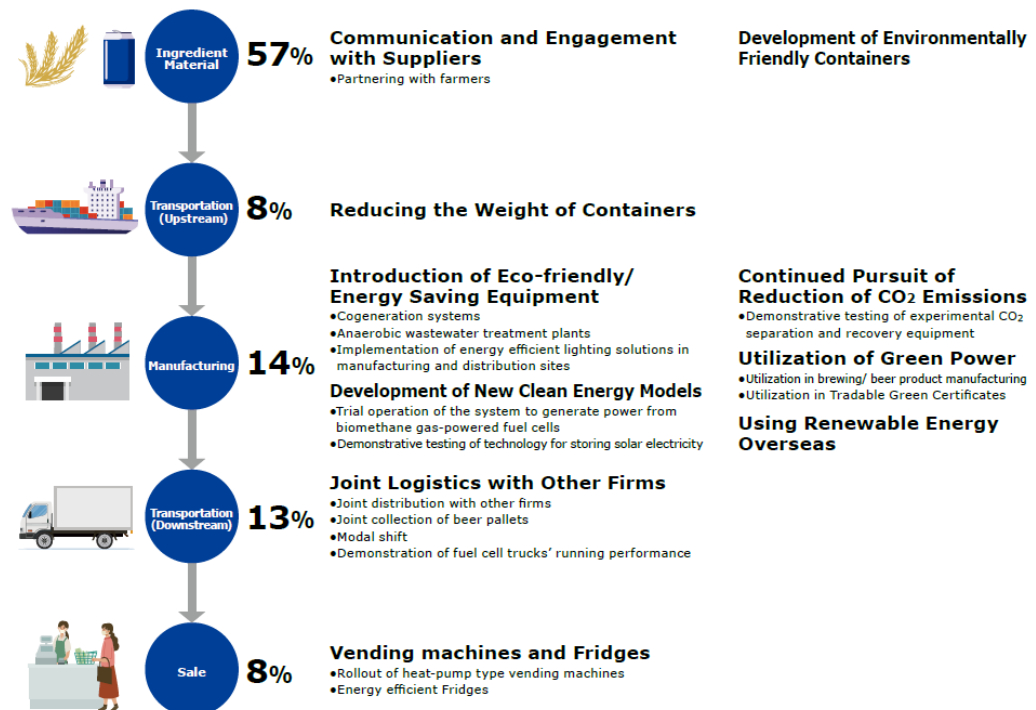 Ingredient
Material
57%
Communication and Engagement
with Suppliers
●Partnering with farmers
Development of Environmentally
Friendly Containers
Transportation
(Upstream)
8%
Reducing the Weight of Containers
Manufacturing
14%
Introduction of Eco-friendly/
Energy Saving Equipment
●Cogeneration systems
●Anaerobic wastewater treatment plants
●Implementation of energy efficient lighting solutions in
manufacturing and distribution sites
Development of New Clean Energy Models
●Trial operation of the system to generate power from
biomethane gas-powered fuel cells
●Demonstrative testing of technology for storing solar electricity
Continued Pursuit of
Reduction of CO₂ Emissions
●Demonstrative testing of experimental CO₂
separation and recovery equipment
Utilization of Green Power
●Utilization in brewing/ beer product manufacturing
●Utilization in Tradable Green Certificates
Using Renewable Energy
Overseas
Transportation
(Downstream)
13%
Joint Logistics with Other Firms
●Joint distribution with other firms
●Joint collection of beer pallets
●Modal shift
●Demonstration of fuel cell trucks’ running performance
Sale
8%
Vending machines and Fridges
●Rollout of heat-pump type vending machines
●Energy efficient Fridges